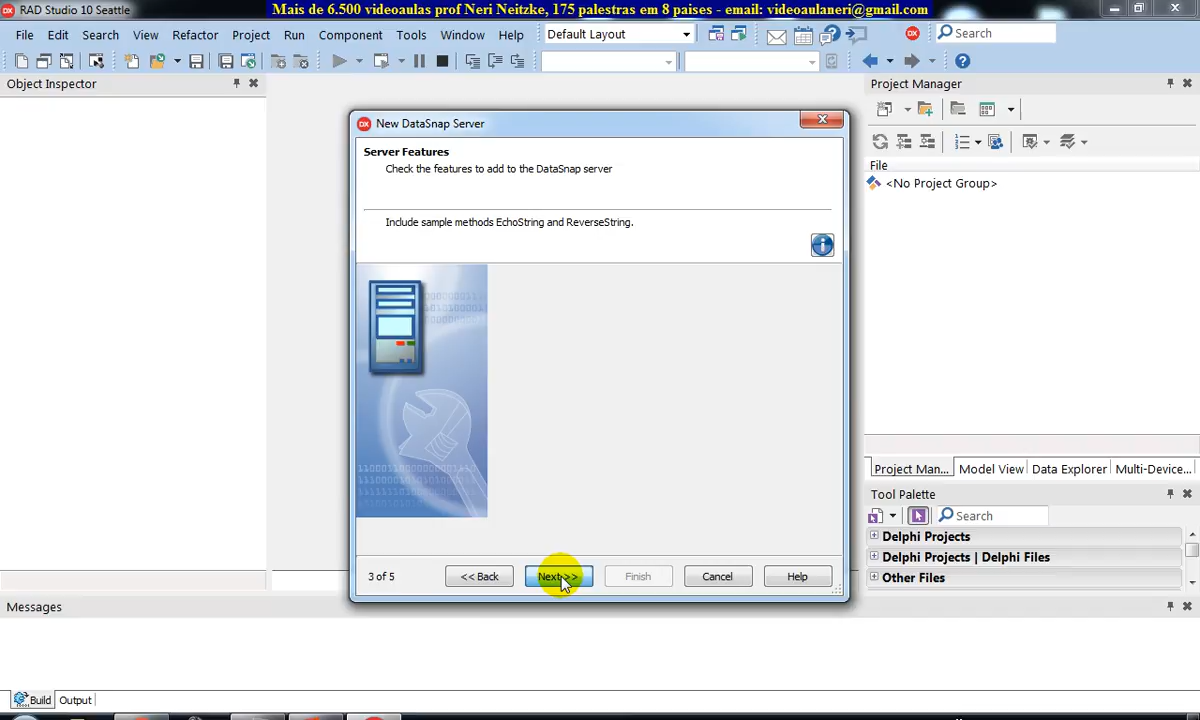 RAD Studio 10 Seattle
Mais de 6.500 videoaulas prof Neri Neitzke, 175 palestras em 8 paises - email: videoaulaneri@gmail.com
File Edit Search View Refactor Project Run Component Tools Window Help
Default Layout
Search
Object Inspector
Project Manager
File
<No Project Group>
New DataSnap Server
Server Features
Check the features to add to the DataSnap server
Include sample methods EchoString and ReverseString.
3 of 5
<< Back
Next >>
Finish
Cancel
Help
Project Man...
Model View
Data Explorer
Multi-Device...
Tool Palette
Search
Delphi Projects
Delphi Projects | Delphi Files
Other Files
Messages
Build
Output